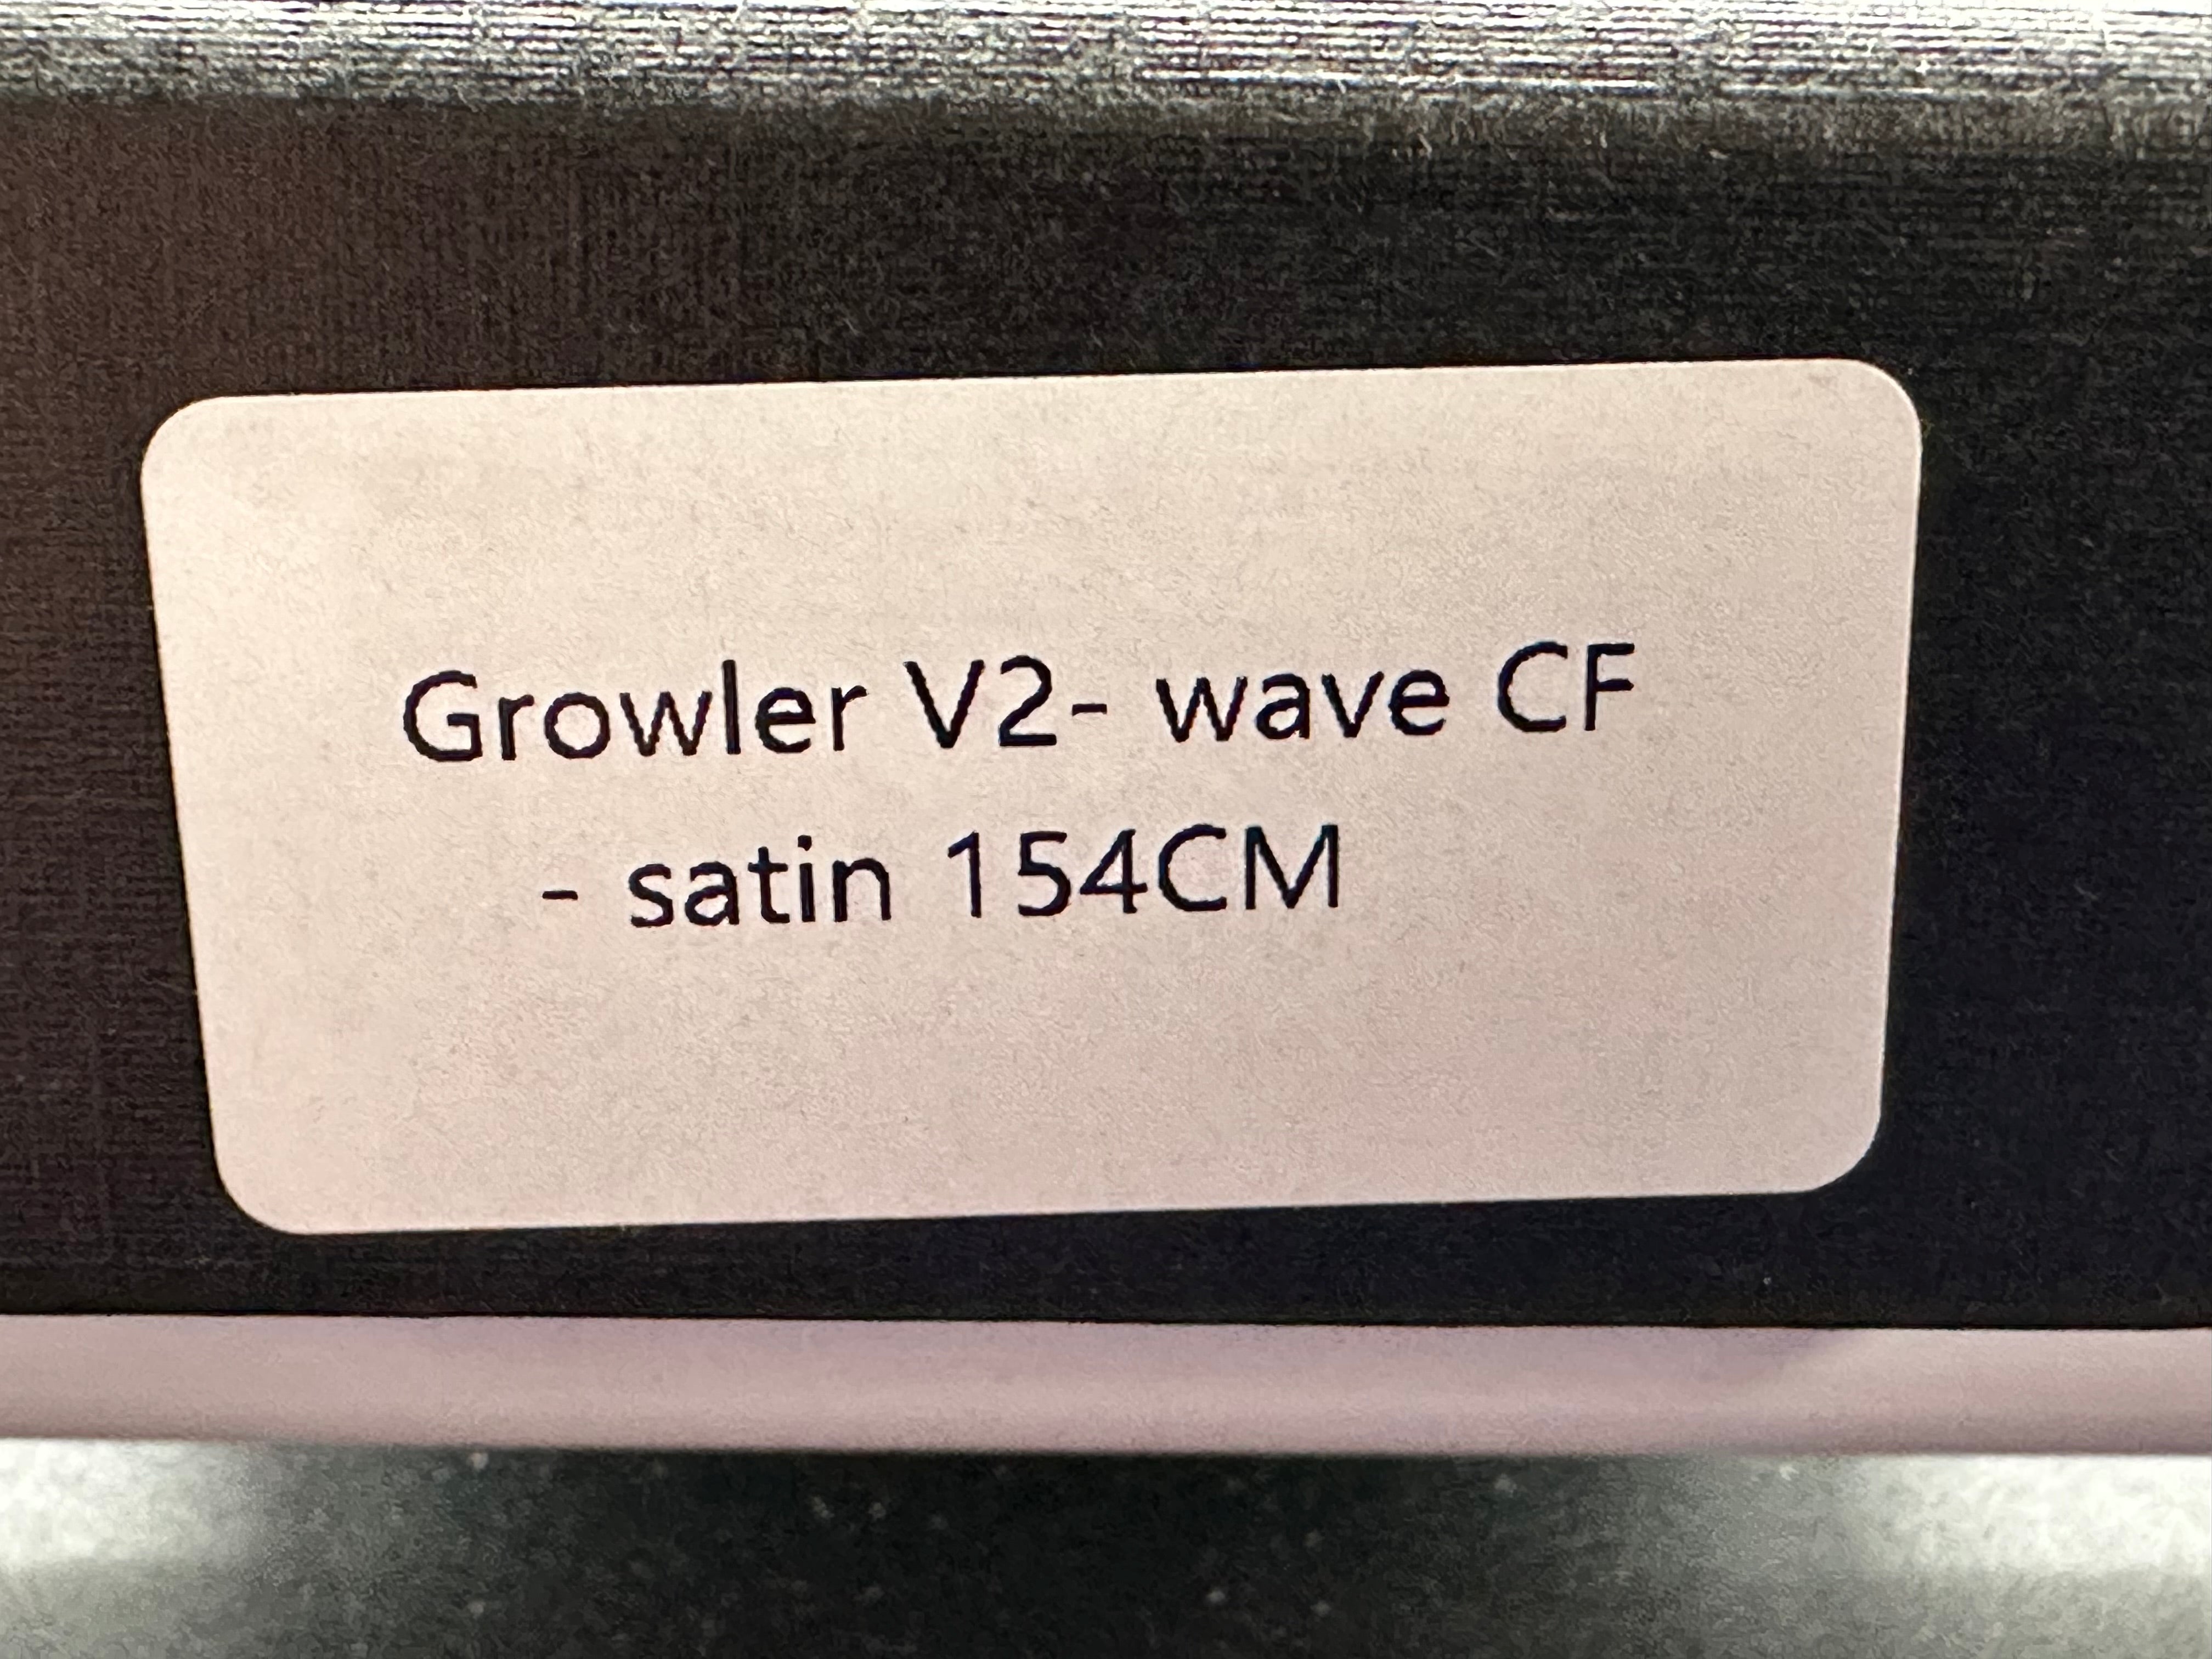 Growler V2- wave CF
- satin 154CM